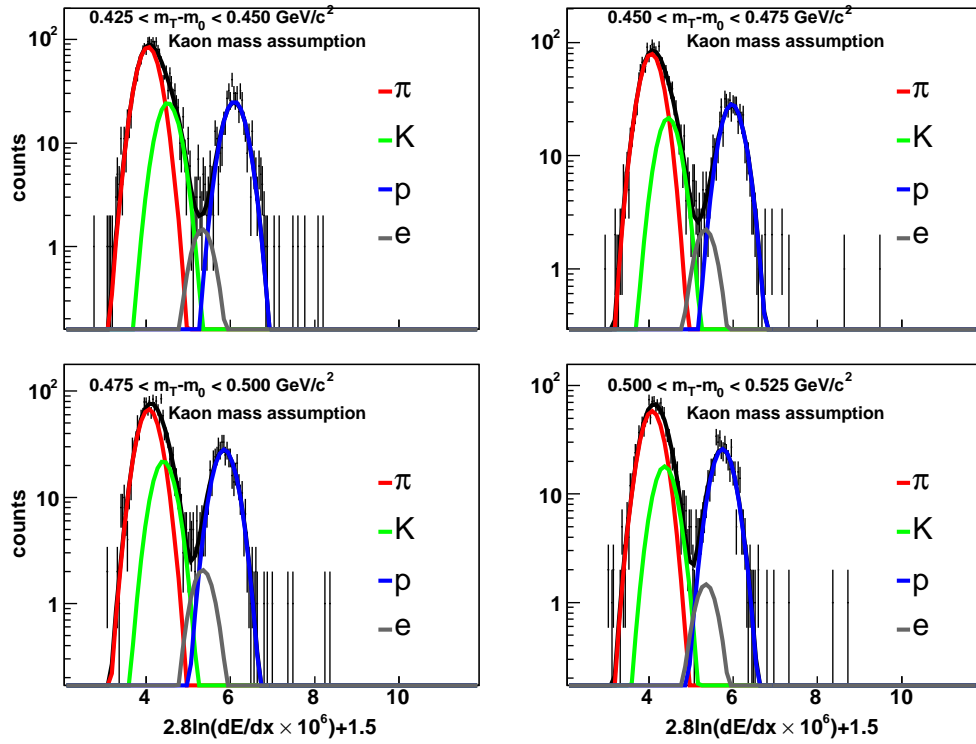 0.425 < m_T-m_0 < 0.450 GeV/c^2
Kaon mass assumption
10^2
10
1
counts
π
K
p
e
0.450 < m_T-m_0 < 0.475 GeV/c^2
Kaon mass assumption
10^2
10
1
π
K
p
e
0.475 < m_T-m_0 < 0.500 GeV/c^2
Kaon mass assumption
10^2
10
1
counts
π
K
p
e
4 6 8 10
2.8ln(dE/dx × 10^6)+1.5
0.500 < m_T-m_0 < 0.525 GeV/c^2
Kaon mass assumption
10^2
10
1
π
K
p
e
4 6 8 10
2.8ln(dE/dx × 10^6)+1.5